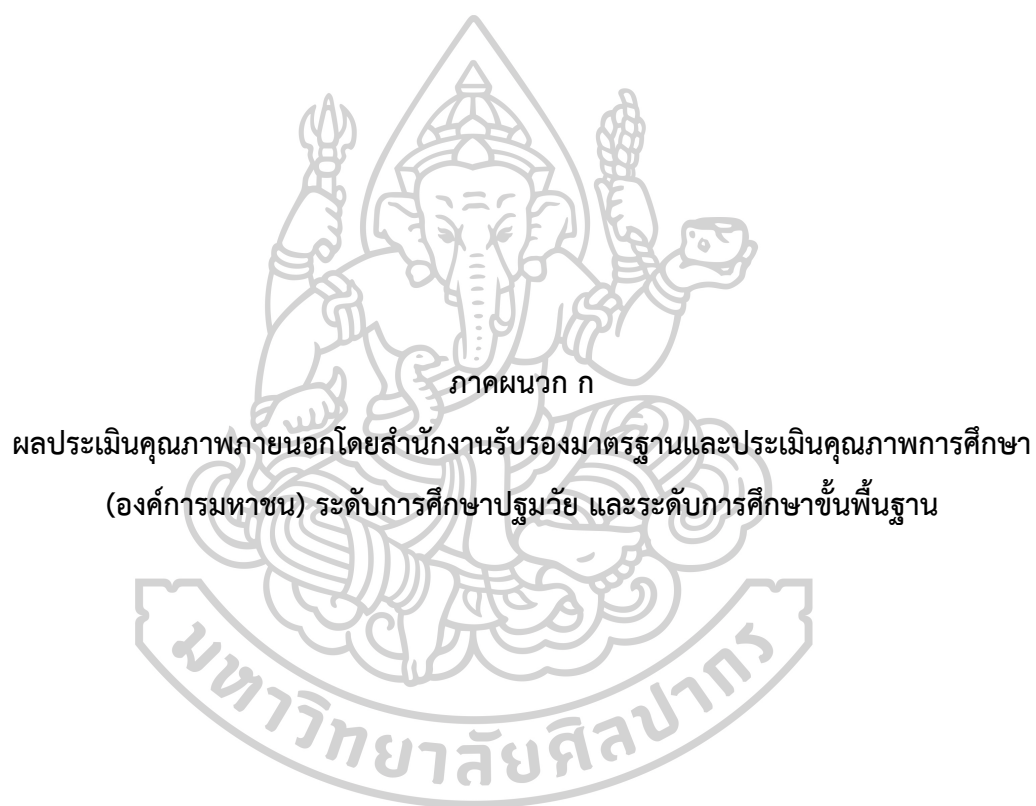 ภาคผนวก ก
ผลประเมินคุณภาพภายนอกโดยสำนักงานรับรองมาตรฐานและประเมินคุณภาพการศึกษา
(องค์การมหาชน) ระดับการศึกษาปฐมวัย และระดับการศึกษาขั้นพื้นฐาน
มหาวิทยาลัยศิลปากร